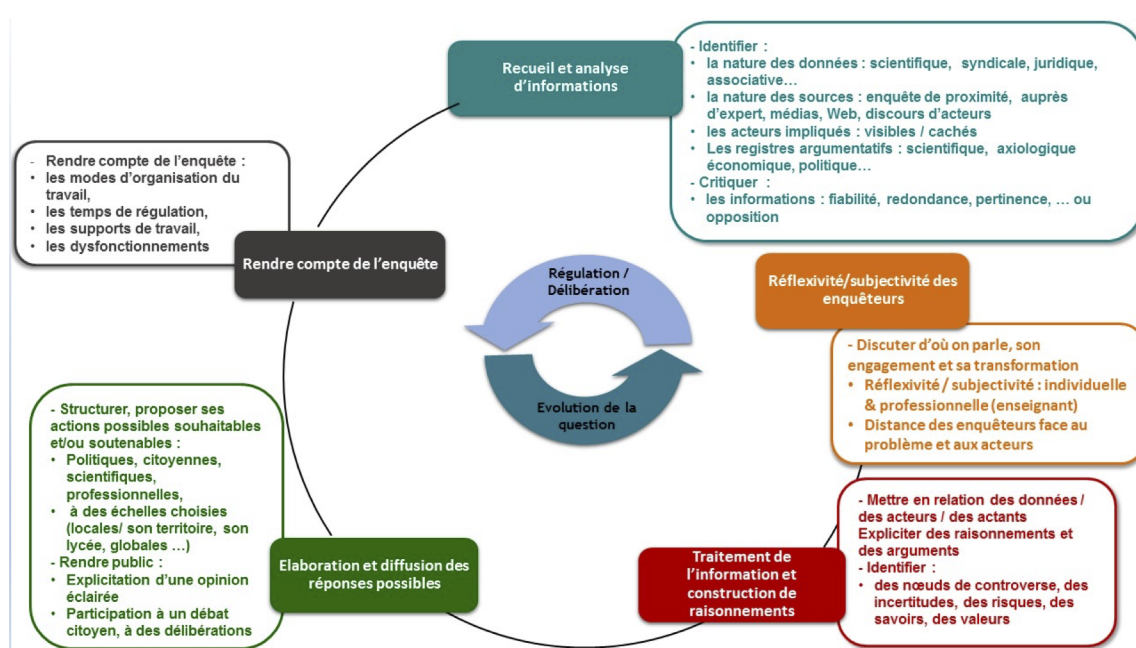 Recueil et analyse
d’informations
- Identifier :
• la nature des données : scientifique, syndicale, juridique,
associative…
• la nature des sources : enquête de proximité, auprès
d’expert, médias, Web, discours d’acteurs
• les acteurs impliqués : visibles / cachés
• Les registres argumentatifs : scientifique, axiologique
économique, politique…
- Critiquer :
• les informations : fiabilité, redondance, pertinence, … ou
opposition
- Rendre compte de l’enquête :
• les modes d’organisation du
travail,
• les temps de régulation,
• les supports de travail,
• les dysfonctionnements
Rendre compte de l’enquête
Régulation /
Délibération
Evolution de la
question
Réflexivité/subjectivité des
enquêteurs
- Discuter d’où on parle, son
engagement et sa transformation
• Réflexivité / subjectivité : individuelle
& professionnelle (enseignant)
• Distance des enquêteurs face au
problème et aux acteurs
- Structurer, proposer ses
actions possibles souhaitables
et/ou soutenables :
• Politiques, citoyennes,
scientifiques,
professionnelles,
• à des échelles choisies
(locales/ son territoire, son
lycée, globales …)
- Rendre public :
• Explicitation d’une opinion
éclairée
• Participation à un débat
citoyen, à des délibérations
Elaboration et diffusion des
réponses possibles
Traitement de
l’information et
construction de
raisonnements
- Mettre en relation des données /
des acteurs / des actants
Expliciter des raisonnements et
des arguments
- Identifier :
• des nœuds de controverse, des
incertitudes, des risques, des
savoirs, des valeurs